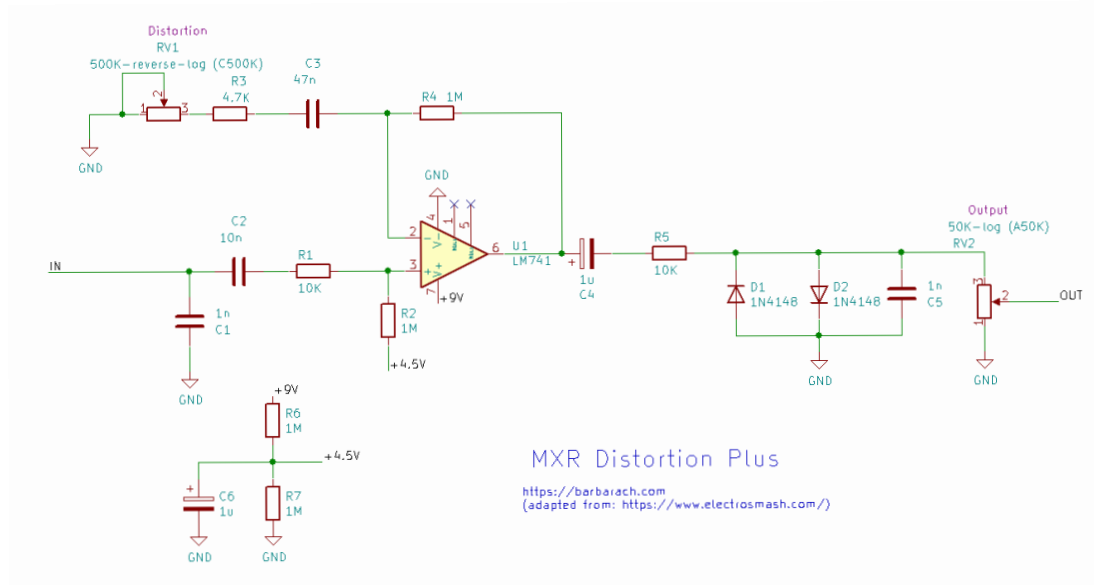 Distortion
RV1
500K-reverse-log (C500K)
2
1
3
R3
4.7K
C3
47n
R4 1M
GND
GND
4
1
5
2
-
V-
6
U1
LM741
3
+
V+
7
+9V
C2
10n
IN
R1
10K
1n
C1
GND
R2
1M
+4.5V
+
1u
C4
R5
10K
D1
1N4148
D2
1N4148
1n
C5
GND
Output
50K-log (A50K)
RV2
3
2
OUT
1
GND
+9V
R6
1M
+4.5V
+
C6
1u
R7
1M
GND
GND
MXR Distortion Plus
https://barbarach.com
(adapted from: https://www.electrosmash.com/)